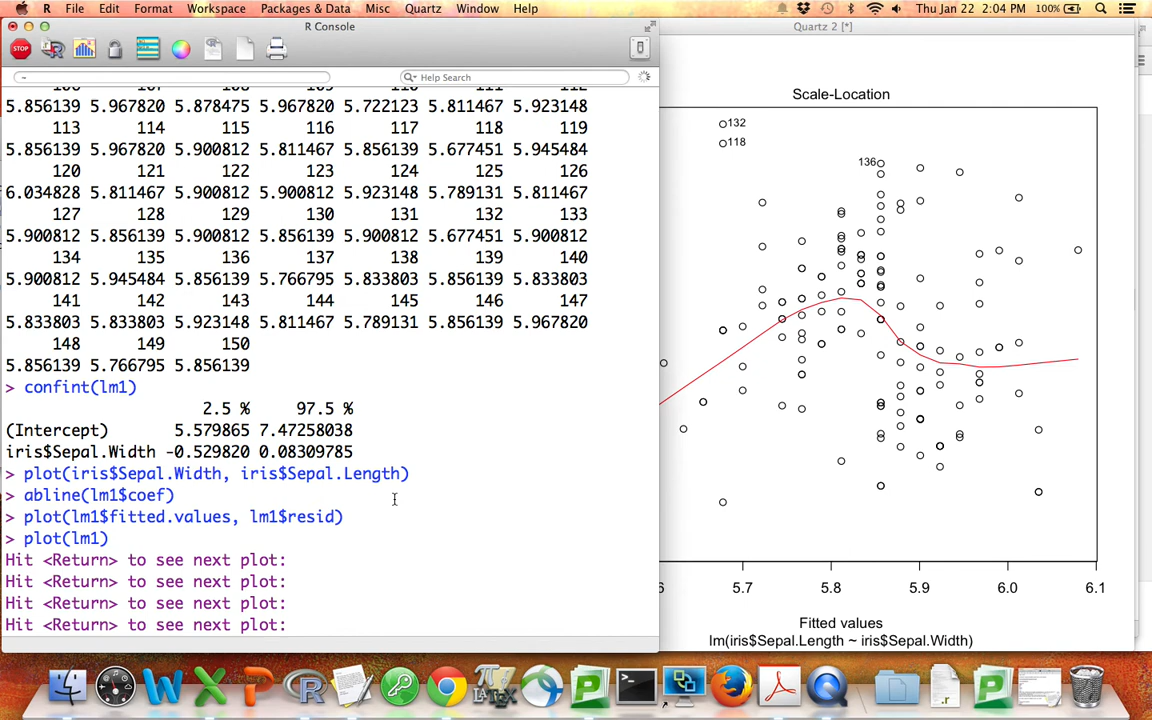 R File Edit Format Workspace Packages & Data Misc Quartz Window Help
100% Thu Jan 22 2:04 PM
R Console
STOP
~
Help Search
106 107 108 109 110 111 112
5.856139 5.967820 5.878475 5.967820 5.722123 5.811467 5.923148
113 114 115 116 117 118 119
5.856139 5.967820 5.900812 5.811467 5.856139 5.677451 5.945484
120 121 122 123 124 125 126
6.034828 5.811467 5.900812 5.900812 5.923148 5.789131 5.811467
127 128 129 130 131 132 133
5.900812 5.856139 5.900812 5.856139 5.900812 5.677451 5.900812
134 135 136 137 138 139 140
5.900812 5.945484 5.856139 5.766795 5.833803 5.856139 5.833803
141 142 143 144 145 146 147
5.833803 5.833803 5.923148 5.811467 5.789131 5.856139 5.967820
148 149 150
5.856139 5.766795 5.856139
> confint(lm1)
2.5 % 97.5 %
(Intercept) 5.579865 7.47258038
iris$Sepal.Width -0.529820 0.08309785
> plot(iris$Sepal.Width, iris$Sepal.Length)
> abline(lm1$coef)
> plot(lm1$fitted.values, lm1$resid)
> plot(lm1)
Hit <Return> to see next plot:
Hit <Return> to see next plot:
Hit <Return> to see next plot:
Hit <Return> to see next plot:
Quartz 2 [*]
Scale-Location
132
118
136
6 5.7 5.8 5.9 6.0 6.1
Fitted values
lm(iris$Sepal.Length ~ iris$Sepal.Width)